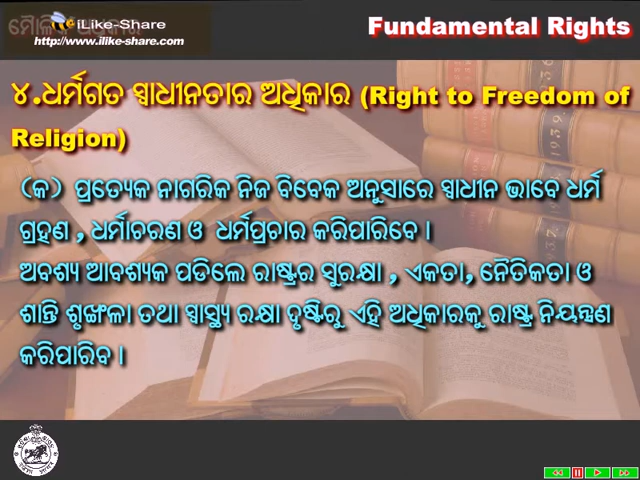 iLike-Share
http://www.ilike-share.com
Fundamental Rights
୪.ଧର୍ମଗତ ସ୍ୱାଧୀନତାର ଅଧିକାର (Right to Freedom of
Religion)
(କ) ପ୍ରତ୍ୟେକ ନାଗରିକ ନିଜ ବିବେକ ଅନୁସାରେ ସ୍ୱାଧୀନ ଭାବେ ଧର୍ମ
ଗ୍ରହଣ , ଧର୍ମାଚରଣ ଓ ଧର୍ମପ୍ରଚାର କରିପାରିବେ ।
ଅବଶ୍ୟ ଆବଶ୍ୟକ ପଡିଲେ ରାଷ୍ଟ୍ରର ସୁରକ୍ଷା , ଏକତା, ନୈତିକତା ଓ
ଶାନ୍ତି ଶୃଙ୍ଖଳା ତଥା ସ୍ୱାସ୍ଥ୍ୟ ରକ୍ଷା ଦୃଷ୍ଟିରୁ ଏହି ଅଧିକାରକୁ ରାଷ୍ଟ୍ର ନିୟନ୍ତ୍ରଣ
କରିପାରିବ ।